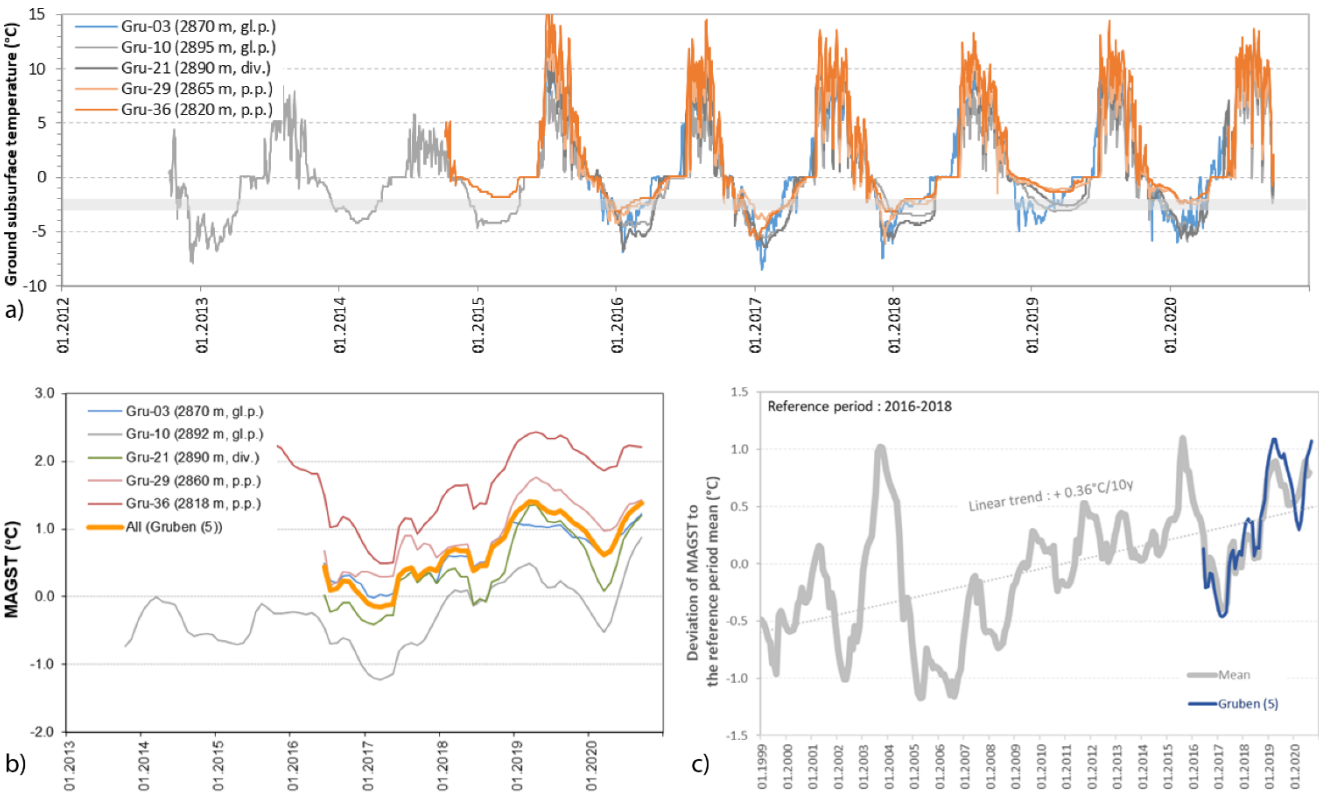 a)
Ground subsurface temperature (°C)
15
10
5
0
-5
-10
Gru-03 (2870 m, gl.p.)
Gru-10 (2895 m, gl.p.)
Gru-21 (2890 m, div.)
Gru-29 (2865 m, p.p.)
Gru-36 (2820 m, p.p.)
01.2012
01.2013
01.2014
01.2015
01.2016
01.2017
01.2018
01.2019
01.2020
b)
MAGST (°C)
3.0
2.0
1.0
0.0
-1.0
-2.0
Gru-03 (2870 m, gl.p.)
Gru-10 (2892 m, gl.p.)
Gru-21 (2890 m, div.)
Gru-29 (2860 m, p.p.)
Gru-36 (2818 m, p.p.)
All (Gruben (5))
01.2013
01.2014
01.2015
01.2016
01.2017
01.2018
01.2019
01.2020
c)
Deviation of MAGST to
the reference period mean (°C)
1.5
1.0
0.5
0.0
-0.5
-1.0
-1.5
Reference period : 2016-2018
Linear trend : + 0.36°C/10y
Mean
Gruben (5)
01.1999
01.2000
01.2001
01.2002
01.2003
01.2004
01.2005
01.2006
01.2007
01.2008
01.2009
01.2010
01.2011
01.2012
01.2013
01.2014
01.2015
01.2016
01.2017
01.2018
01.2019
01.2020